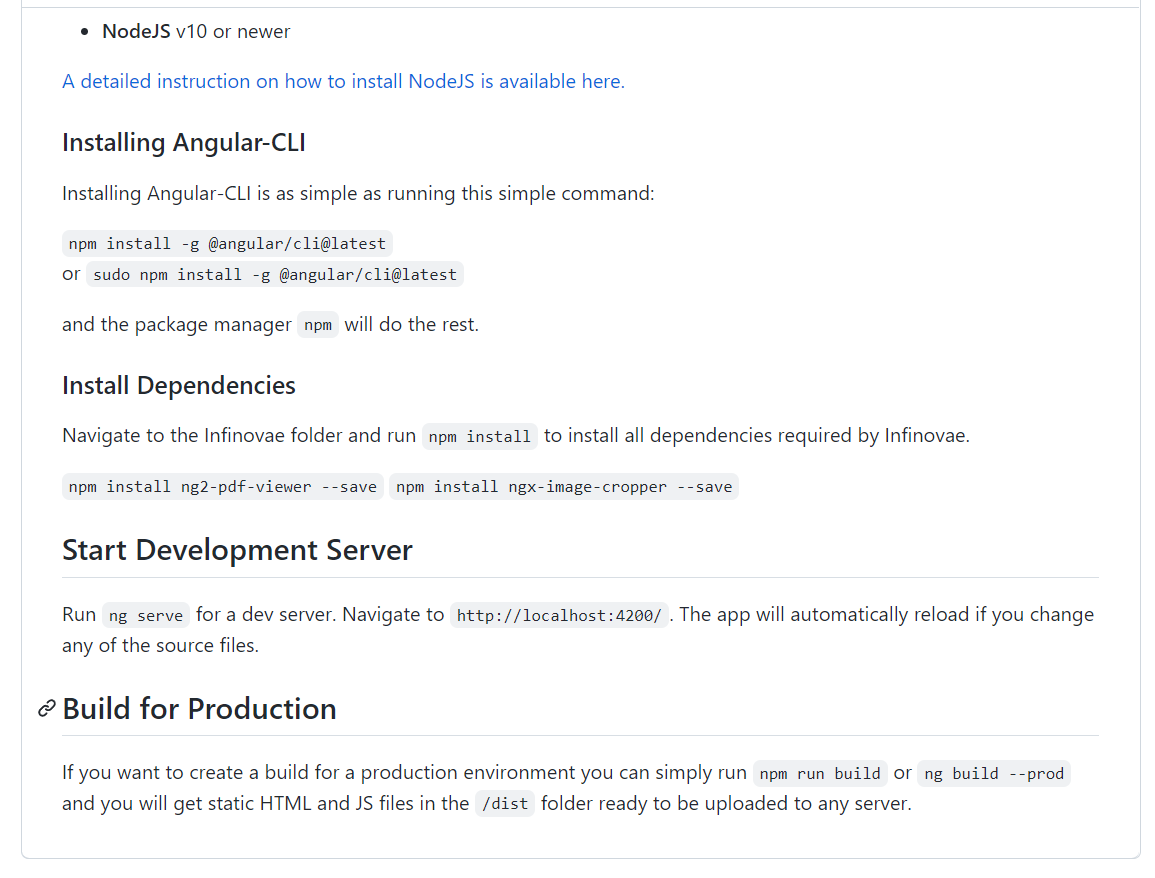 NodeJS v10 or newer
A detailed instruction on how to install NodeJS is available here.
Installing Angular-CLI
Installing Angular-CLI is as simple as running this simple command:
npm install -g @angular/cli@latest
or sudo npm install -g @angular/cli@latest
and the package manager npm will do the rest.
Install Dependencies
Navigate to the Infinovae folder and run npm install to install all dependencies required by Infinovae.
npm install ng2-pdf-viewer --save npm install ngx-image-cropper --save
Start Development Server
Run ng serve for a dev server. Navigate to http://localhost:4200/. The app will automatically reload if you change
any of the source files.
Build for Production
If you want to create a build for a production environment you can simply run npm run build or ng build --prod
and you will get static HTML and JS files in the /dist folder ready to be uploaded to any server.